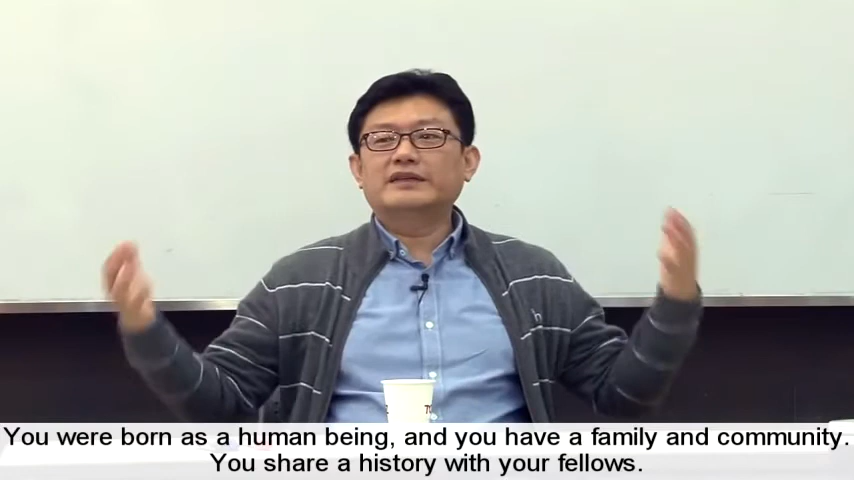 You were born as a human being, and you have a family and community.
You share a history with your fellows.